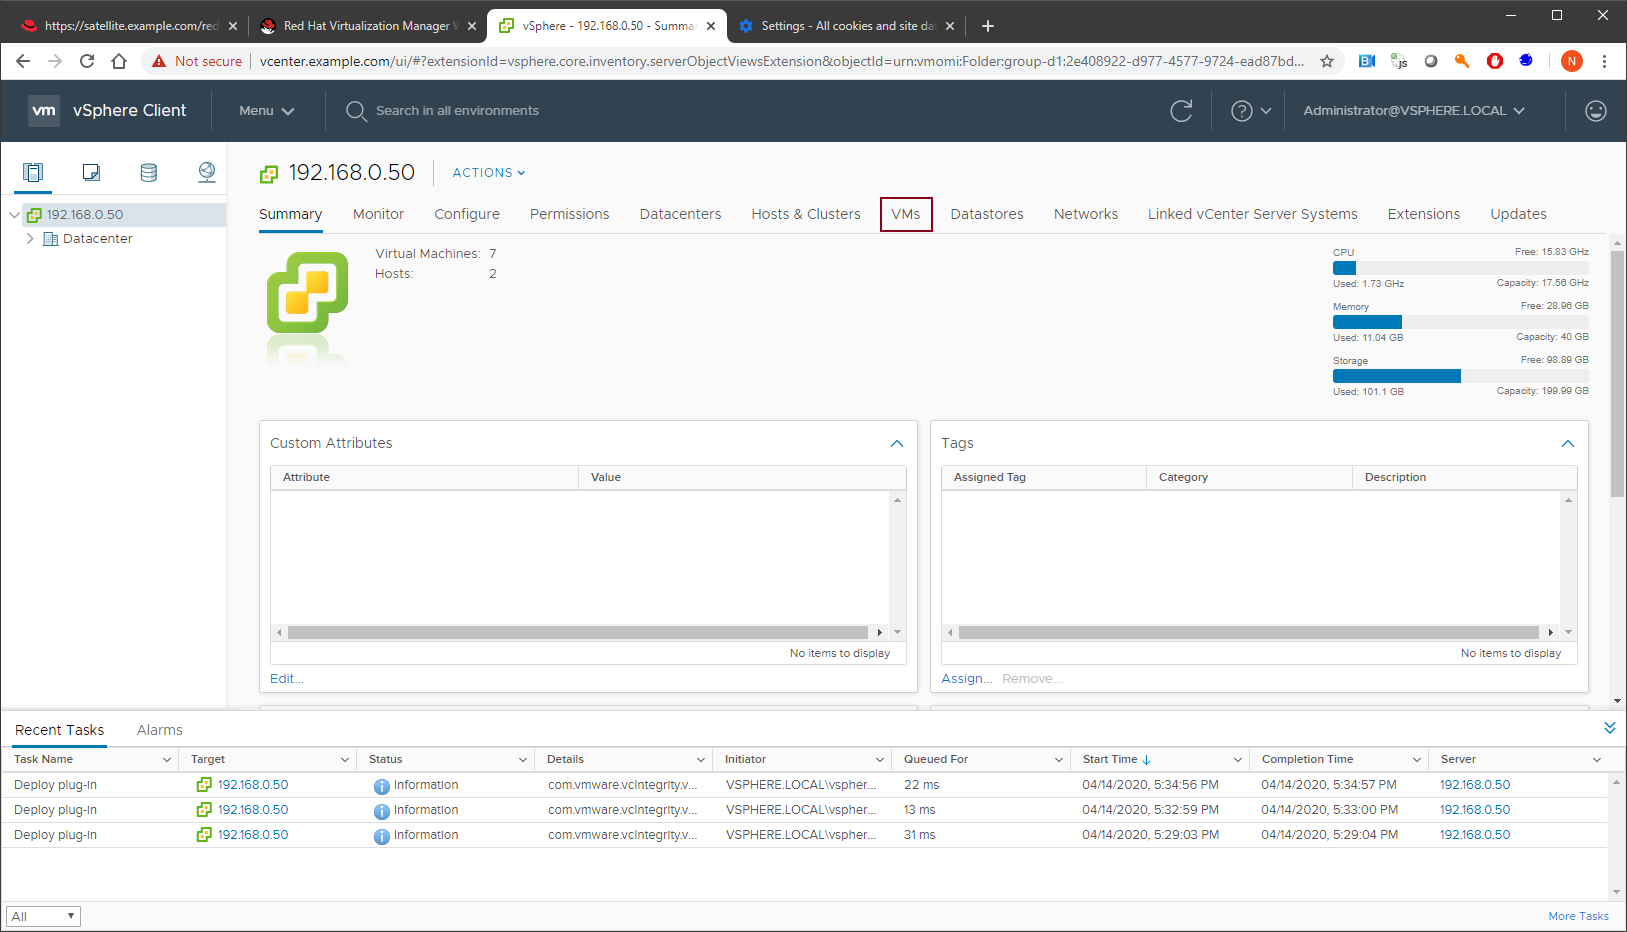 https://satellite.example.com/red
Red Hat Virtualization Manager W
vSphere - 192.168.0.50 - Summar
Settings - All cookies and site dat
Not secure
vcenter.example.com/ui/#?extensionId=vsphere.core.inventory.serverObjectViewsExtension&objectId=urn:vmomi:Folder:group-d1:2e408922-d977-4577-9724-ead87bd...
N
vm vSphere Client
Menu
Search in all environments
Administrator@VSPHERE.LOCAL
192.168.0.50
Datacenter
192.168.0.50
ACTIONS
Summary Monitor Configure Permissions Datacenters Hosts & Clusters VMs Datastores Networks Linked vCenter Server Systems Extensions Updates
Virtual Machines: 7
Hosts: 2
CPU Free: 15.83 GHz
Used: 1.73 GHz Capacity: 17.56 GHz
Memory Free: 28.96 GB
Used: 11.04 GB Capacity: 40 GB
Storage Free: 98.89 GB
Used: 101.1 GB Capacity: 199.99 GB
Custom Attributes
Attribute Value
No items to display
Edit...
Tags
Assigned Tag Category Description
No items to display
Assign... Remove...
Recent Tasks Alarms
Task Name Target Status Details Initiator Queued For Start Time Completion Time Server
Deploy plug-in 192.168.0.50 Information com.vmware.vcIntegrity.v... VSPHERE.LOCAL\vspher... 22 ms 04/14/2020, 5:34:56 PM 04/14/2020, 5:34:57 PM 192.168.0.50
Deploy plug-in 192.168.0.50 Information com.vmware.vcIntegrity.v... VSPHERE.LOCAL\vspher... 13 ms 04/14/2020, 5:32:59 PM 04/14/2020, 5:33:00 PM 192.168.0.50
Deploy plug-in 192.168.0.50 Information com.vmware.vcIntegrity.v... VSPHERE.LOCAL\vspher... 31 ms 04/14/2020, 5:29:03 PM 04/14/2020, 5:29:04 PM 192.168.0.50
All
More Tasks